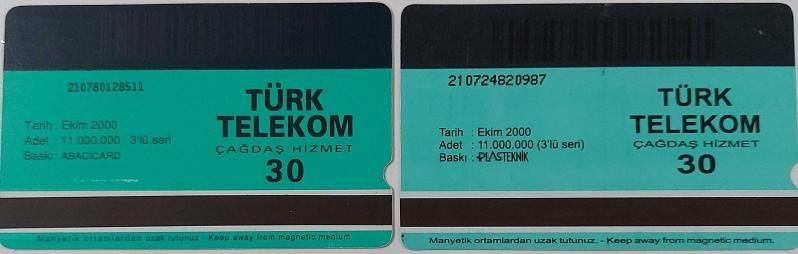 210780128511
TÜRK
TELEKOM
ÇAĞDAŞ HİZMET
30
Tarih : Ekim 2000
Adet : 11.000.000 3'lü seri
Baskı: ABACICARD
Manyetik ortamlardan uzak tutunuz - Keep away from magnetic medium
210724820987
TÜRK
TELEKOM
ÇAĞDAŞ HİZMET
30
Tarih : Ekim 2000
Adet : 11.000.000 (3'lü seri)
Baskı : PLASTEKNİK
Manyetik ortamlardan uzak tutunuz. - Keep away from magnetic medium.